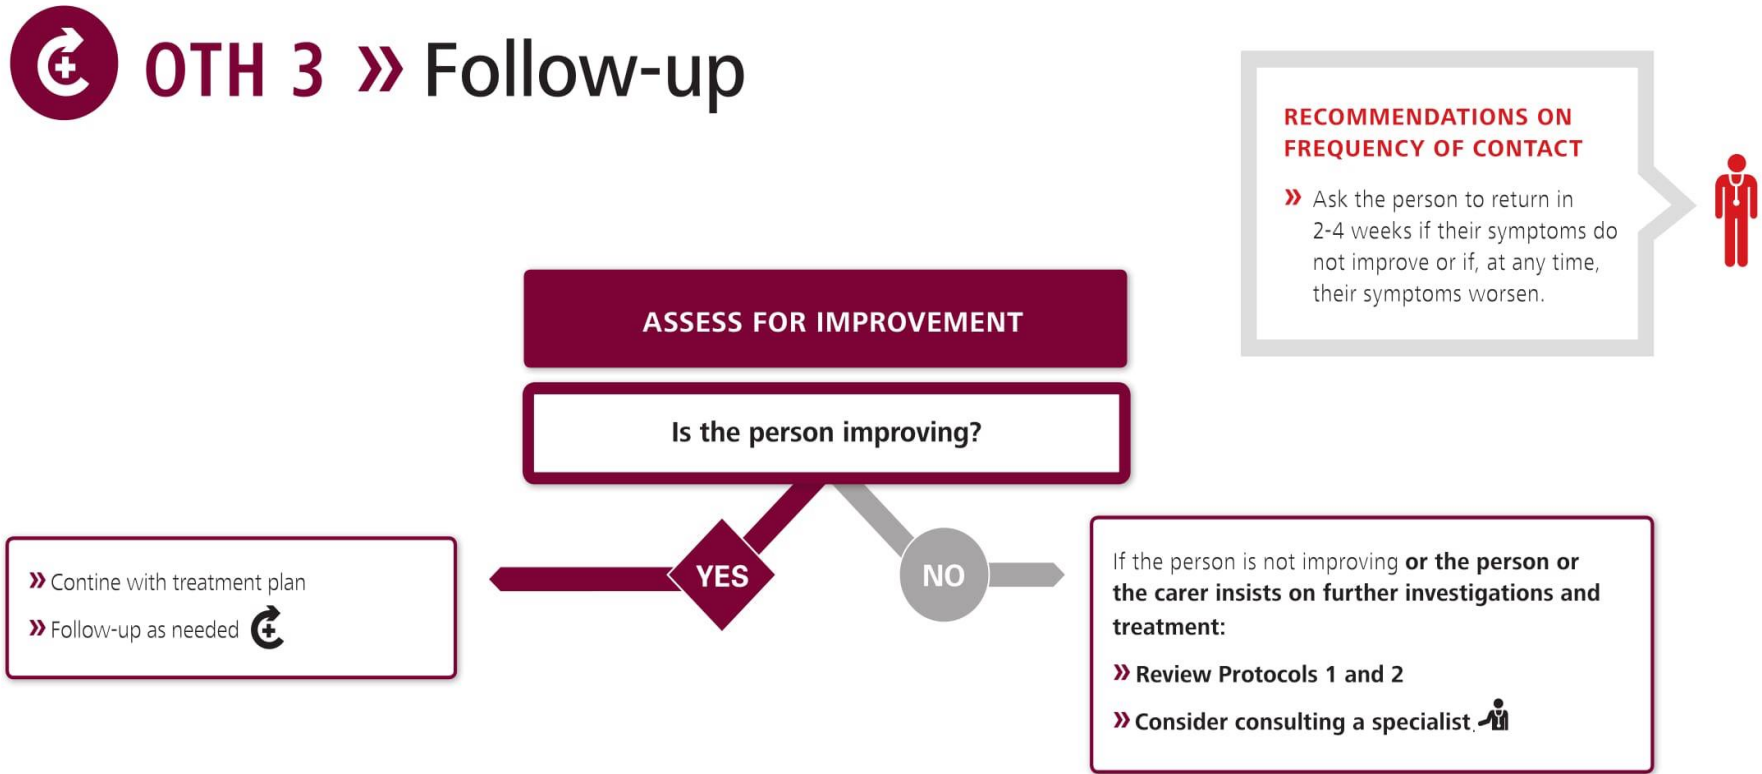 OTH 3 » Follow-up
RECOMMENDATIONS ON
FREQUENCY OF CONTACT
» Ask the person to return in
2-4 weeks if their symptoms do
not improve or if, at any time,
their symptoms worsen.
ASSESS FOR IMPROVEMENT
Is the person improving?
YES
NO
» Contine with treatment plan
» Follow-up as needed
If the person is not improving or the person or
the carer insists on further investigations and
treatment:
» Review Protocols 1 and 2
» Consider consulting a specialist.